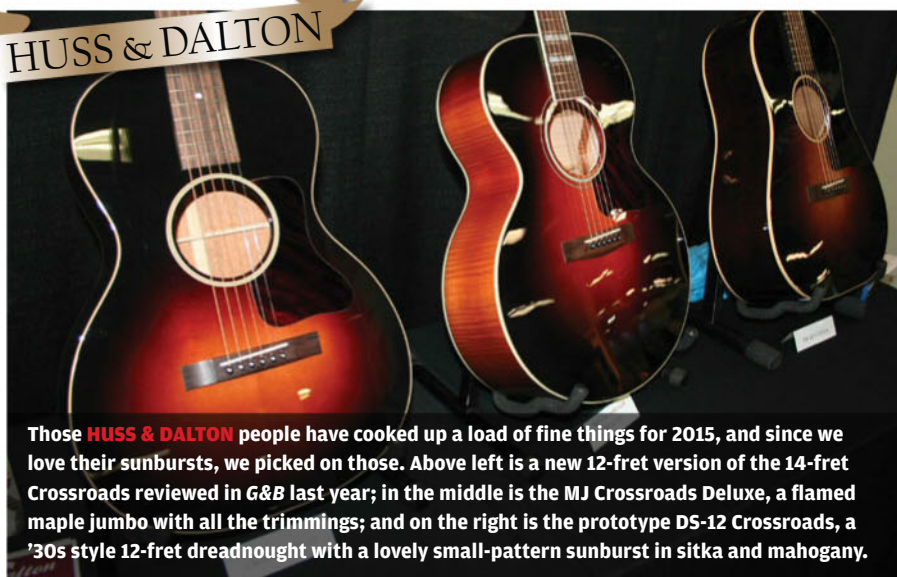 HUSS & DALTON
Those HUSS & DALTON people have cooked up a load of fine things for 2015, and since we
love their sunbursts, we picked on those. Above left is a new 12-fret version of the 14-fret
Crossroads reviewed in G&B last year; in the middle is the MJ Crossroads Deluxe, a flamed
maple jumbo with all the trimmings; and on the right is the prototype DS-12 Crossroads, a
’30s style 12-fret dreadnought with a lovely small-pattern sunburst in sitka and mahogany.